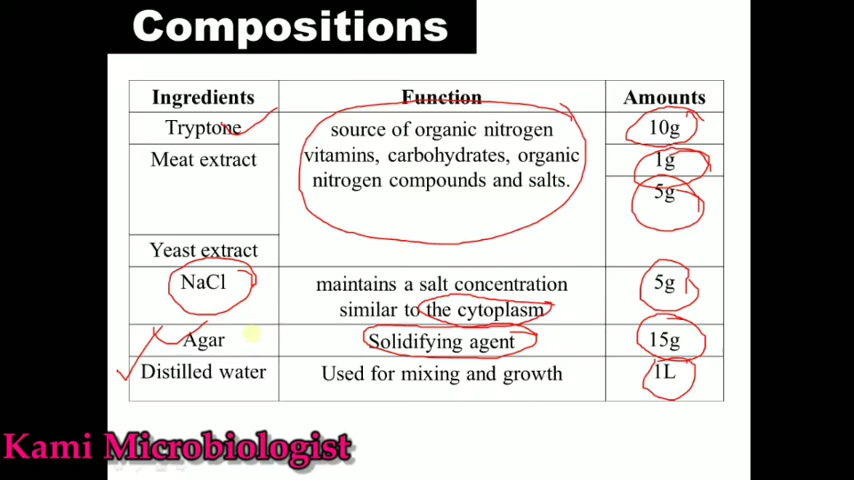 Compositions
Ingredients Function Amounts
Tryptone source of organic nitrogen 10g
Meat extract vitamins, carbohydrates, organic 1g
nitrogen compounds and salts. 5g
Yeast extract
NaCl maintains a salt concentration 5g
similar to the cytoplasm
Agar Solidifying agent 15g
Distilled water Used for mixing and growth 1L
Kami Microbiologist